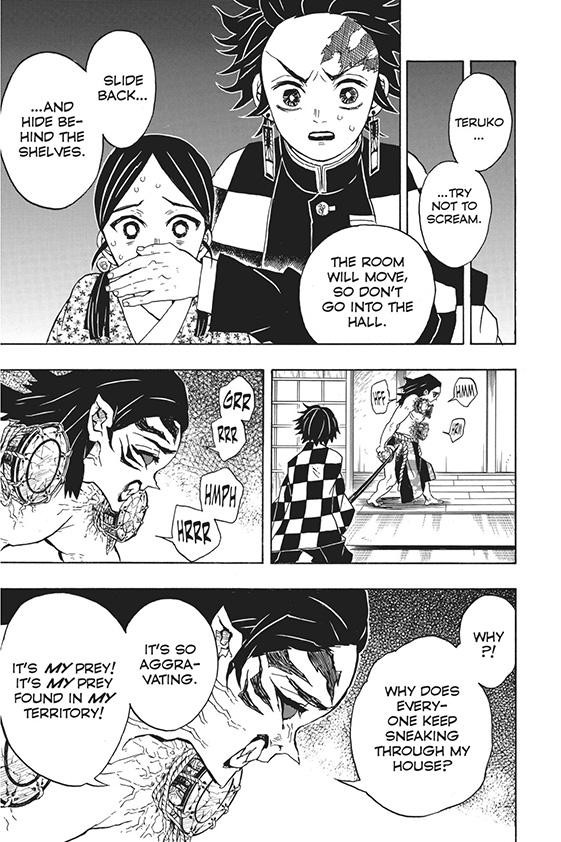 TERUKO
...
...TRY
NOT TO
SCREAM.
THE ROOM
WILL MOVE,
SO DON'T
GO INTO THE
HALL.
SLIDE
BACK...
...AND
HIDE BE-
HIND THE
SHELVES.
HMM
HFF
HRM
GRR
RRR
HMPH
HRRR
WHY
?!
WHY DOES
EVERY-
ONE KEEP
SNEAKING
THROUGH MY
HOUSE?
IT'S SO
AGGRA-
VATING.
IT'S MY PREY!
IT'S MY PREY
FOUND IN MY
TERRITORY!